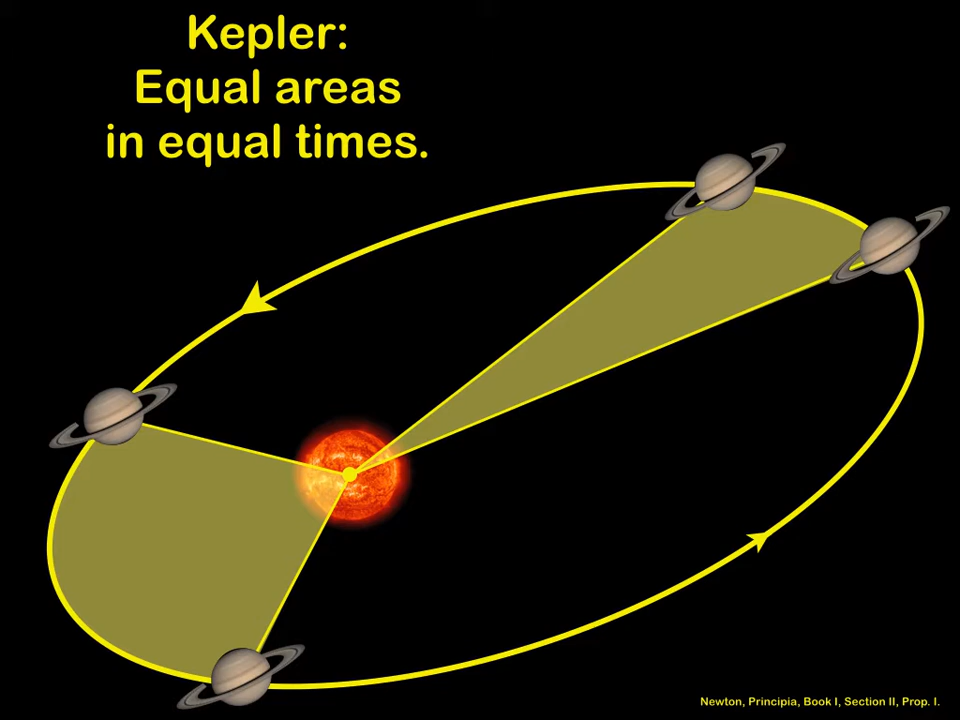 Kepler:
Equal areas
in equal times.
Newton, Principia, Book I, Section II, Prop. I.